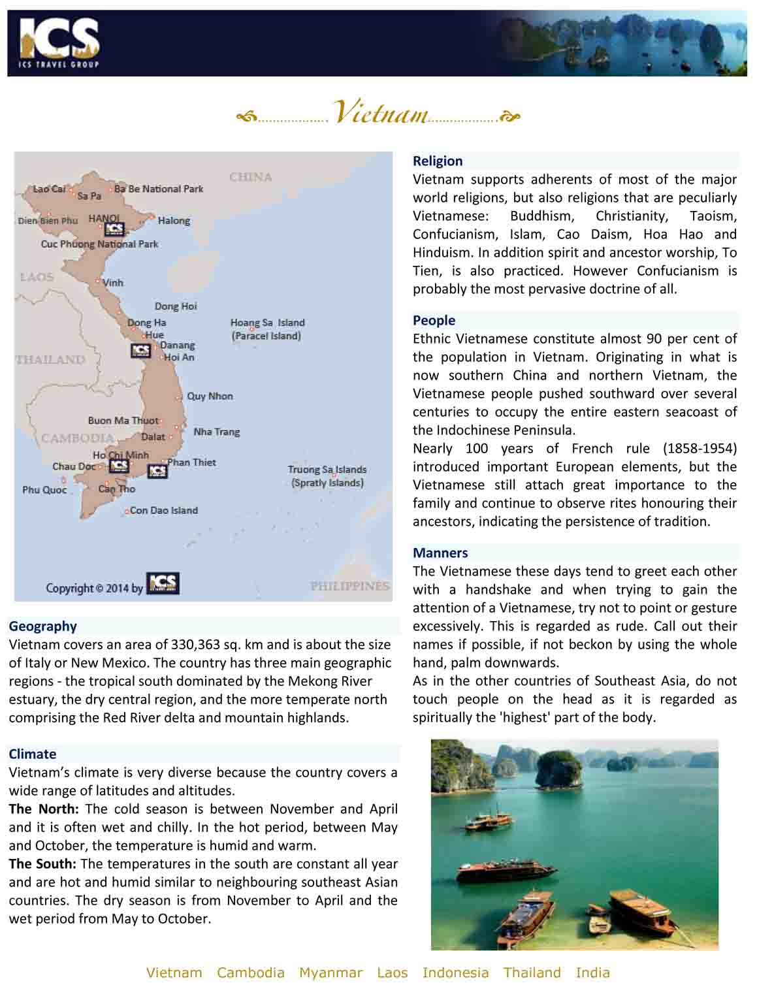 ICS
ICS TRAVEL GROUP
Vietnam
CHINA
Lao Cai
Sa Pa
Ba Be National Park
Dien Bien Phu
HANOI
Halong
ICS
Cuc Phuong National Park
LAOS
Vinh
Dong Hoi
Dong Ha
Hoang Sa Island
(Paracel Island)
Hue
Danang
ICS
Hoi An
THAILAND
Quy Nhon
Buon Ma Thuot
CAMBODIA
Dalat
Nha Trang
Ho Chi Minh
Chau Doc
ICS
Phan Thiet
ICS
Phu Quoc
Can Tho
Truong Sa Islands
(Spratly Islands)
Con Dao Island
PHILIPPINES
Copyright © 2014 by ICS
Geography
Vietnam covers an area of 330,363 sq. km and is about the size
of Italy or New Mexico. The country has three main geographic
regions - the tropical south dominated by the Mekong River
estuary, the dry central region, and the more temperate north
comprising the Red River delta and mountain highlands.
Climate
Vietnam’s climate is very diverse because the country covers a
wide range of latitudes and altitudes.
The North: The cold season is between November and April
and it is often wet and chilly. In the hot period, between May
and October, the temperature is humid and warm.
The South: The temperatures in the south are constant all year
and are hot and humid similar to neighbouring southeast Asian
countries. The dry season is from November to April and the
wet period from May to October.
Religion
Vietnam supports adherents of most of the major
world religions, but also religions that are peculiarly
Vietnamese: Buddhism, Christianity, Taoism,
Confucianism, Islam, Cao Daism, Hoa Hao and
Hinduism. In addition spirit and ancestor worship, To
Tien, is also practiced. However Confucianism is
probably the most pervasive doctrine of all.
People
Ethnic Vietnamese constitute almost 90 per cent of
the population in Vietnam. Originating in what is
now southern China and northern Vietnam, the
Vietnamese people pushed southward over several
centuries to occupy the entire eastern seacoast of
the Indochinese Peninsula.
Nearly 100 years of French rule (1858-1954)
introduced important European elements, but the
Vietnamese still attach great importance to the
family and continue to observe rites honouring their
ancestors, indicating the persistence of tradition.
Manners
The Vietnamese these days tend to greet each other
with a handshake and when trying to gain the
attention of a Vietnamese, try not to point or gesture
excessively. This is regarded as rude. Call out their
names if possible, if not beckon by using the whole
hand, palm downwards.
As in the other countries of Southeast Asia, do not
touch people on the head as it is regarded as
spiritually the 'highest' part of the body.
Vietnam Cambodia Myanmar Laos Indonesia Thailand India